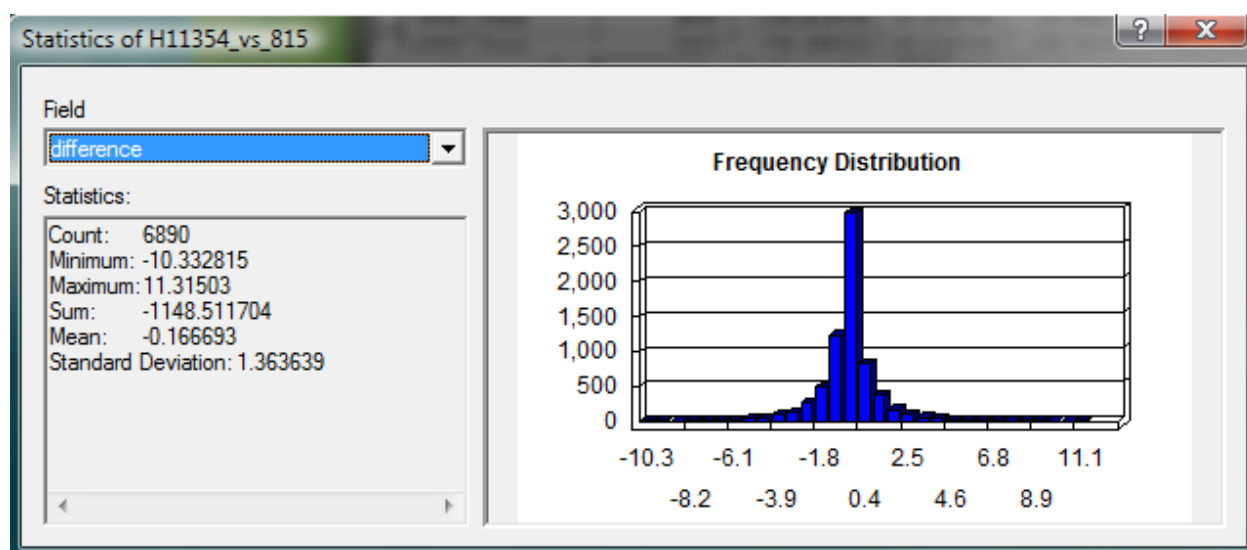 Statistics of H11354_vs_815
Field
difference
Statistics:
Count: 6890
Minimum: -10.332815
Maximum: 11.31503
Sum: -1148.511704
Mean: -0.166693
Standard Deviation: 1.363639
Frequency Distribution
3,000
2,500
2,000
1,500
1,000
500
0
-10.3 -6.1 -1.8 2.5 6.8 11.1
-8.2 -3.9 0.4 4.6 8.9